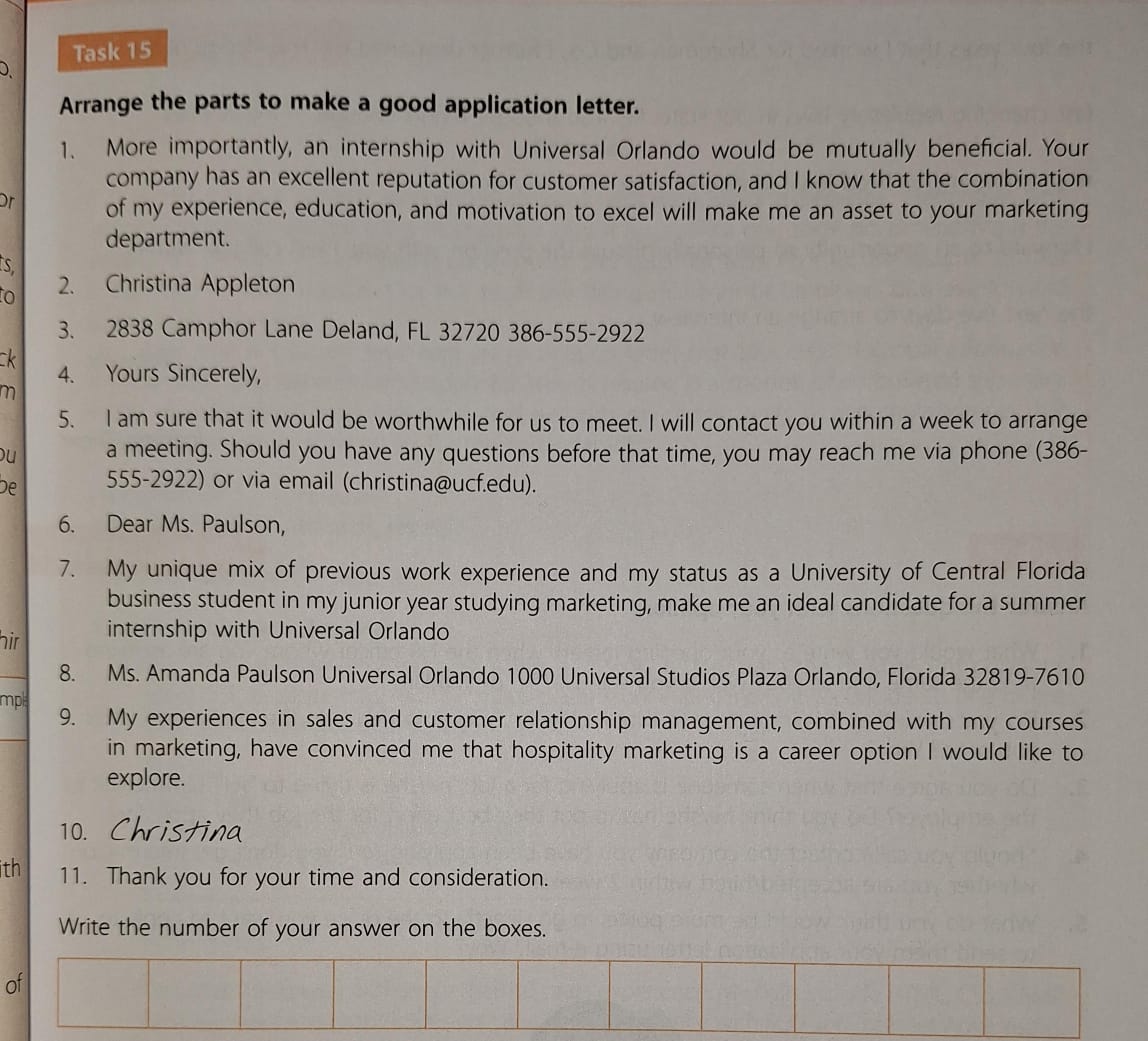 Task 15
Arrange the parts to make a good application letter.
1. More importantly, an internship with Universal Orlando would be mutually beneficial. Your
company has an excellent reputation for customer satisfaction, and I know that the combination
of my experience, education, and motivation to excel will make me an asset to your marketing
department.
2. Christina Appleton
3. 2838 Camphor Lane Deland, FL 32720 386-555-2922
4. Yours Sincerely,
5. I am sure that it would be worthwhile for us to meet. I will contact you within a week to arrange
a meeting. Should you have any questions before that time, you may reach me via phone (386-
555-2922) or via email (christina@ucf.edu).
6. Dear Ms. Paulson,
7. My unique mix of previous work experience and my status as a University of Central Florida
business student in my junior year studying marketing, make me an ideal candidate for a summer
internship with Universal Orlando
8. Ms. Amanda Paulson Universal Orlando 1000 Universal Studios Plaza Orlando, Florida 32819-7610
9. My experiences in sales and customer relationship management, combined with my courses
in marketing, have convinced me that hospitality marketing is a career option I would like to
explore.
10. Christina
11. Thank you for your time and consideration.
Write the number of your answer on the boxes.